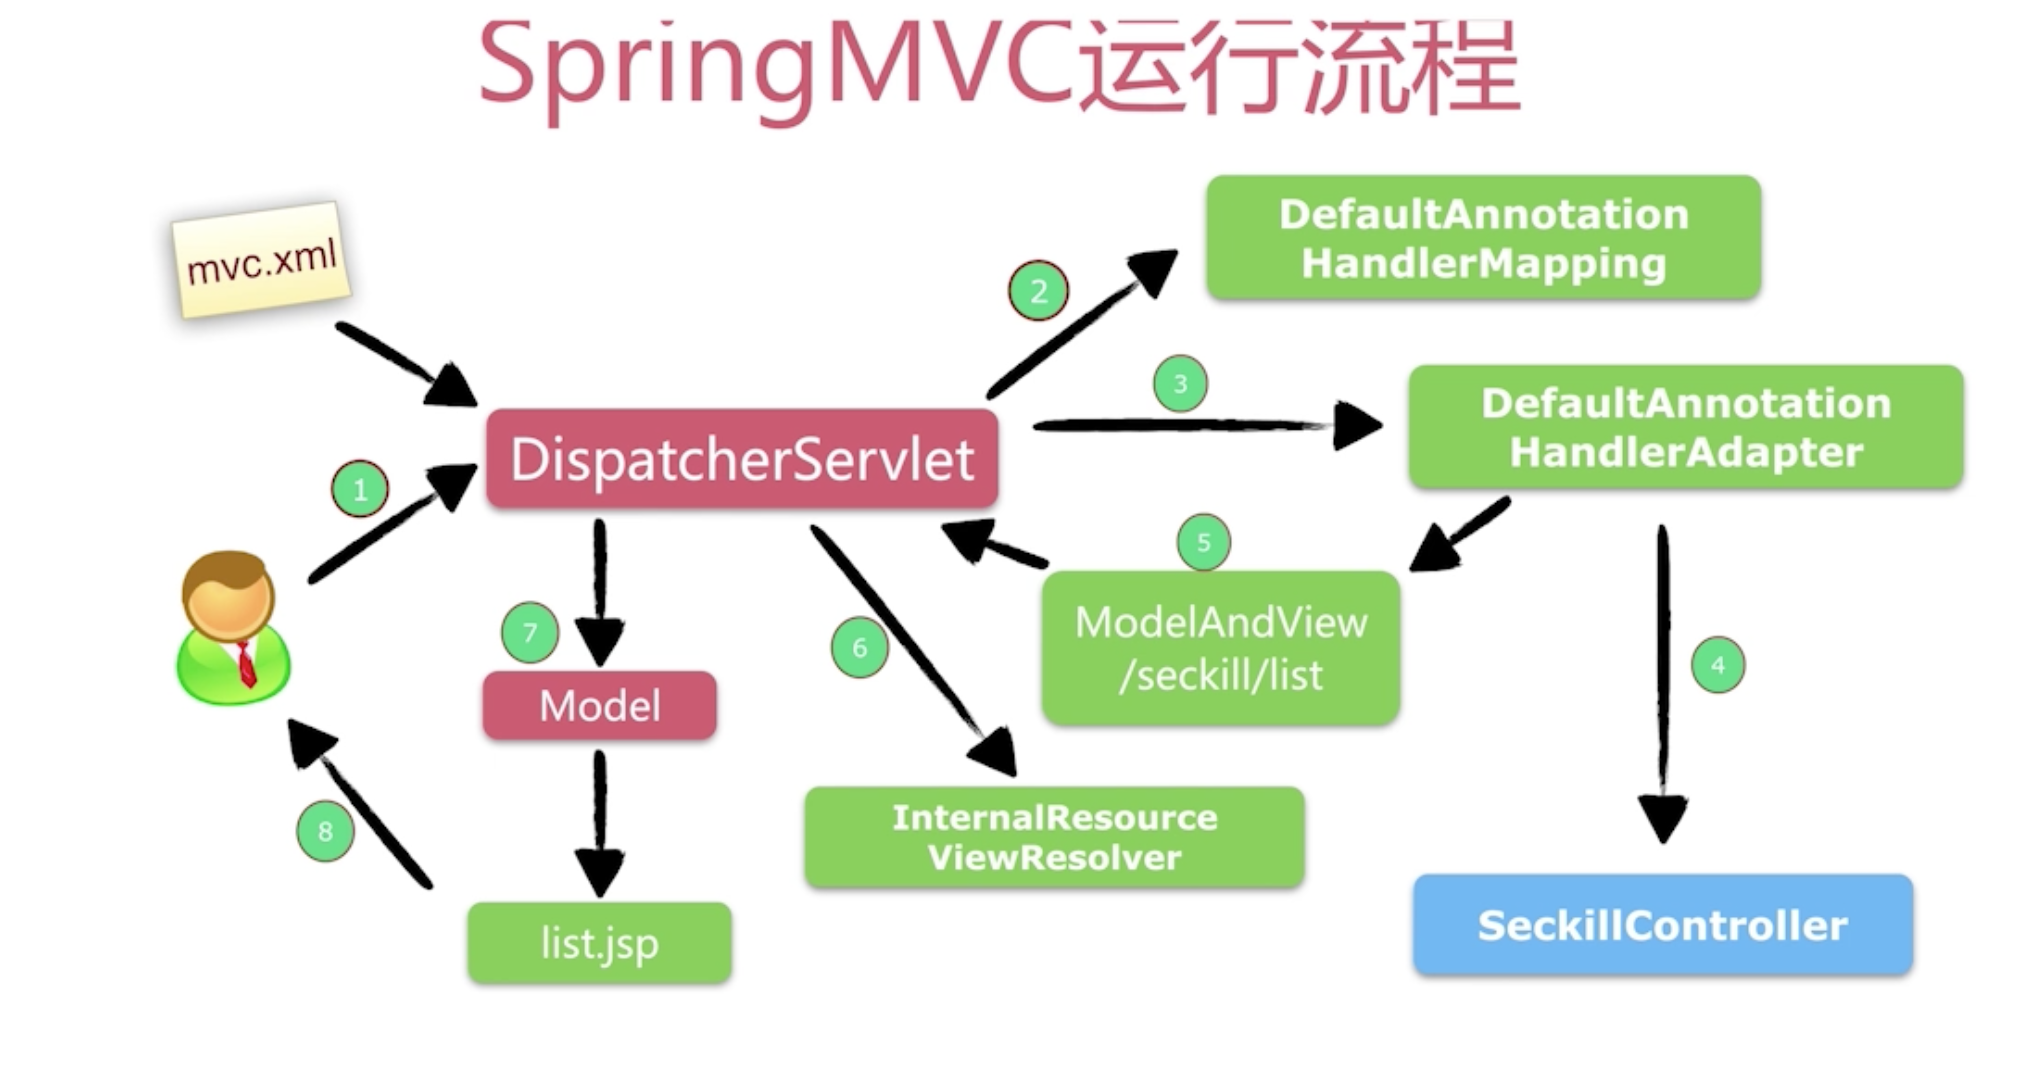 SpringMVC运行流程
mvc.xml
DefaultAnnotation
HandlerMapping
2
3
DefaultAnnotation
HandlerAdapter
DispatcherServlet
1
5
ModelAndView
/seckill/list
7
6
4
Model
8
InternalResource
ViewResolver
list.jsp
SeckillController